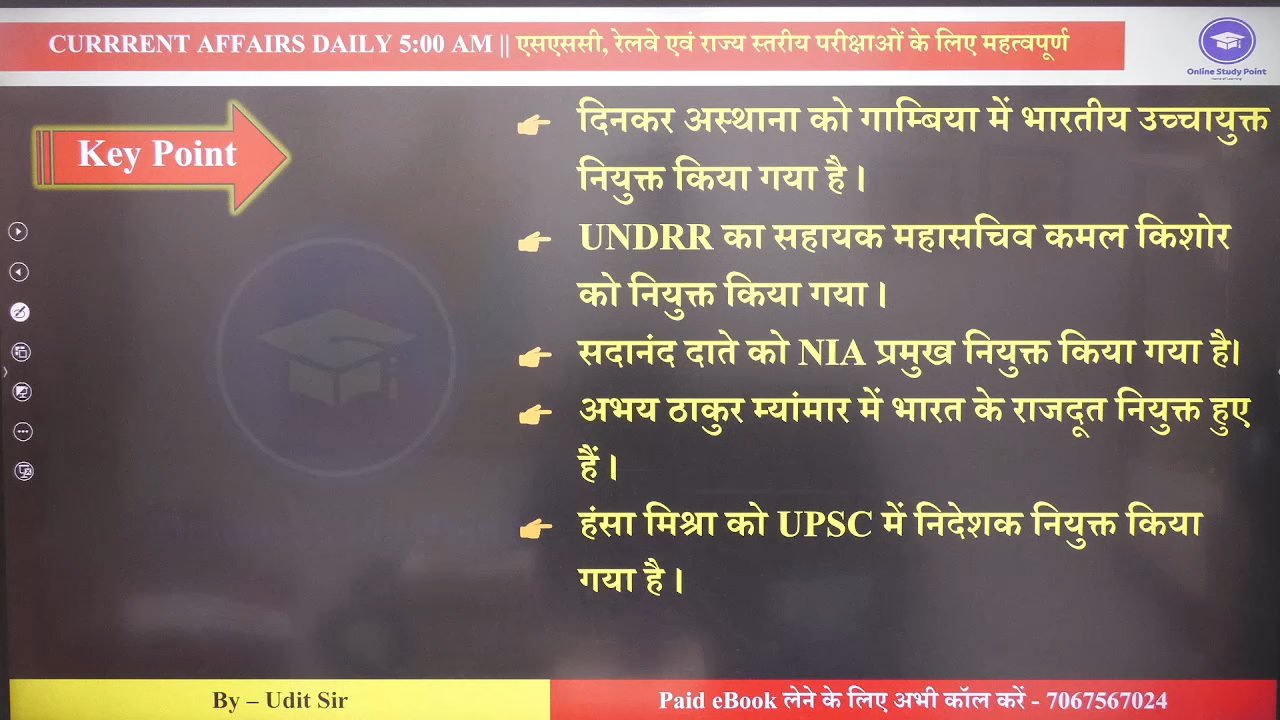 CURRRENT AFFAIRS DAILY 5:00 AM || एसएससी, रेलवे एवं राज्य स्तरीय परीक्षाओं के लिए महत्वपूर्ण
Online Study Point
Key Point
दिनकर अस्थाना को गाम्बिया में भारतीय उच्चायुक्त
नियुक्त किया गया है।
UNDRR का सहायक महासचिव कमल किशोर
को नियुक्त किया गया।
सदानंद दाते को NIA प्रमुख नियुक्त किया गया है।
अभय ठाकुर म्यांमार में भारत के राजदूत नियुक्त हुए
हैं।
हंसा मिश्रा को UPSC में निदेशक नियुक्त किया
गया है।
By – Udit Sir
Paid eBook लेने के लिए अभी कॉल करें - 7067567024